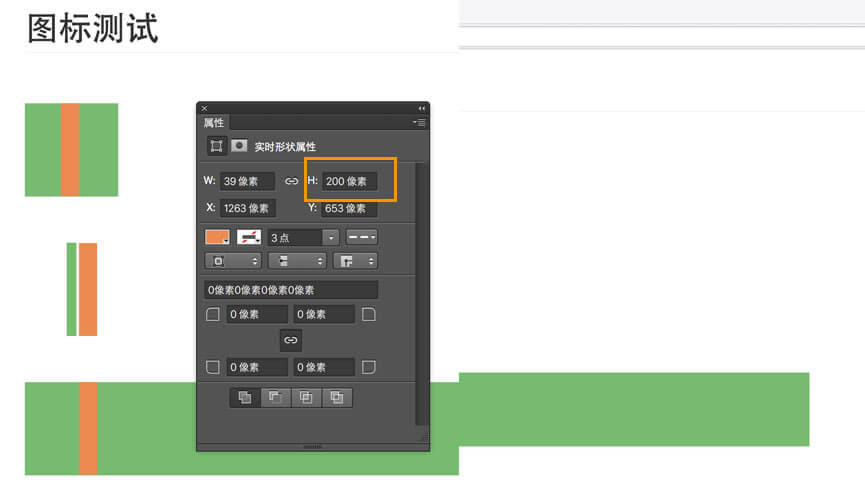 图标测试
属性
实时形状属性
W: 39 像素 H: 200 像素
X: 1263 像素 Y: 653 像素
3 点
0像素0像素0像素0像素
0 像素 0 像素
0 像素 0 像素